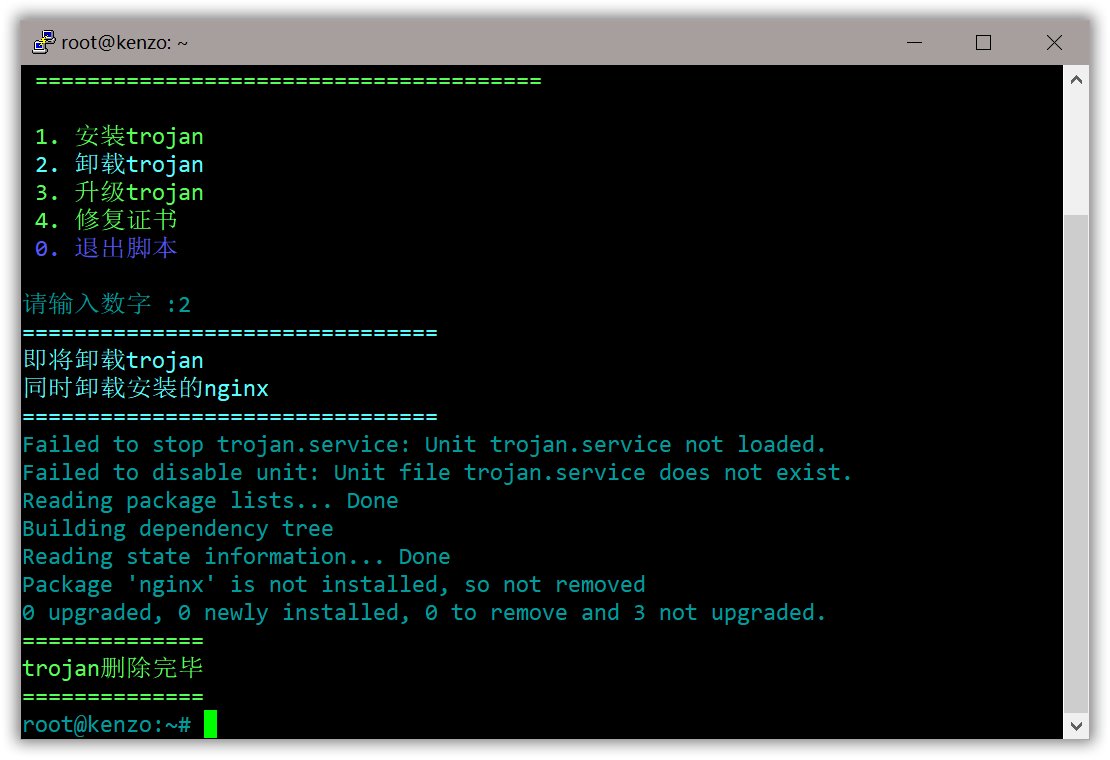 root@kenzo: ~
=======================================
1. 安装trojan
2. 卸载trojan
3. 升级trojan
4. 修复证书
0. 退出脚本
请输入数字 :2
================================
即将卸载trojan
同时卸载安装的nginx
================================
Failed to stop trojan.service: Unit trojan.service not loaded.
Failed to disable unit: Unit file trojan.service does not exist.
Reading package lists... Done
Building dependency tree
Reading state information... Done
Package 'nginx' is not installed, so not removed
0 upgraded, 0 newly installed, 0 to remove and 3 not upgraded.
==============
trojan删除完毕
==============
root@kenzo:~#